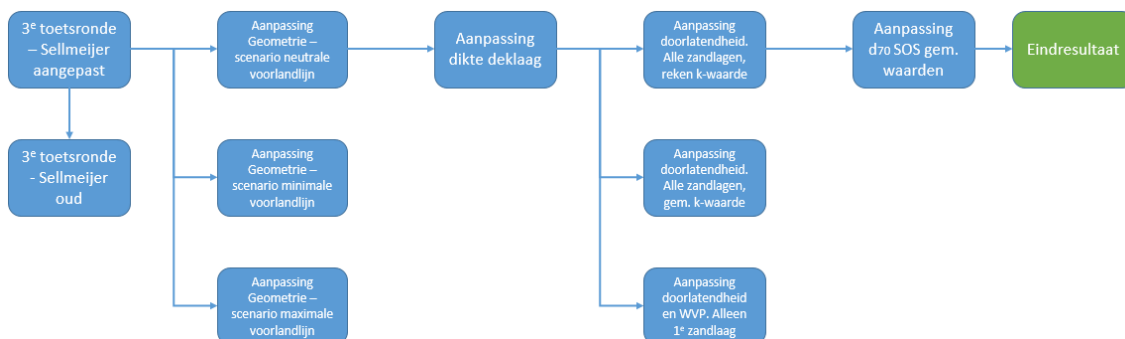 3e toetsronde
– Sellmeijer
aangepast
Aanpassing
Geometrie –
scenario neutrale
voorlandlijn
Aanpassing
dikte deklaag
Aanpassing
doorlatendheid.
Alle zandlagen,
reken k-waarde
Aanpassing
d70 SOS gem.
waarden
Eindresultaat
3e toetsronde
- Sellmeijer
oud
Aanpassing
Geometrie –
scenario minimale
voorlandlijn
Aanpassing
doorlatendheid.
Alle zandlagen,
gem. k-waarde
Aanpassing
Geometrie –
scenario maximale
voorlandlijn
Aanpassing
doorlatendheid
en WVP. Alleen
1e zandlaag